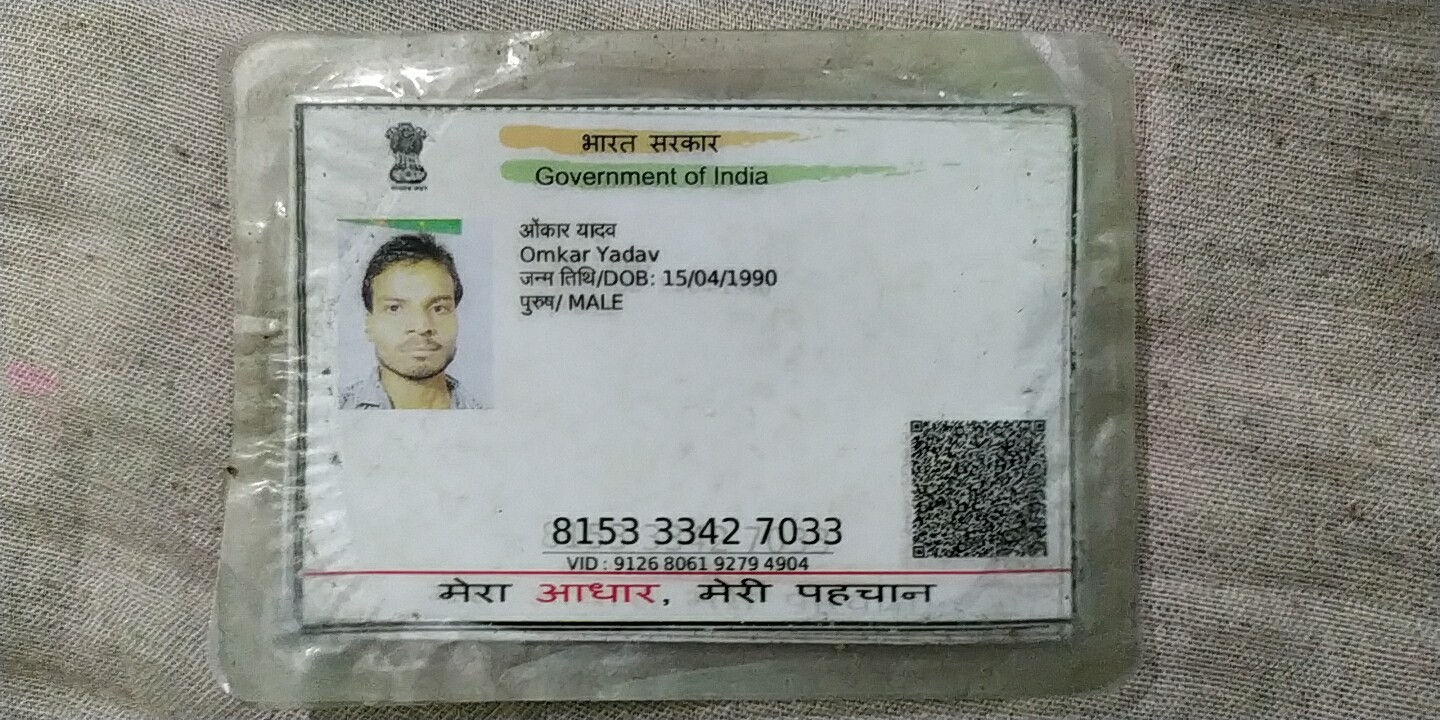 भारत सरकार
Government of India
ओंकार यादव
Omkar Yadav
जन्म तिथि/DOB: 15/04/1990
पुरुष/ MALE
8153 3342 7033
VID : 9126 8061 9279 4904
मेरा आधार, मेरी पहचान